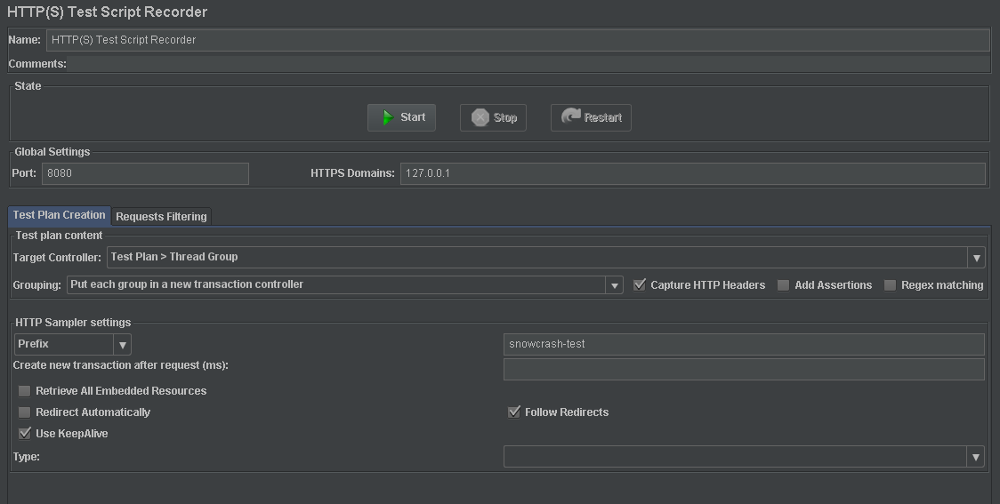 HTTP(S) Test Script Recorder
Name: HTTP(S) Test Script Recorder
Comments:
State
Start Stop Restart
Global Settings
Port: 8080 HTTPS Domains: 127.0.0.1
Test Plan Creation Requests Filtering
Test plan content
Target Controller: Test Plan > Thread Group
Grouping: Put each group in a new transaction controller Capture HTTP Headers Add Assertions Regex matching
HTTP Sampler settings
Prefix snowcrash-test
Create new transaction after request (ms):
Retrieve All Embedded Resources
Redirect Automatically Follow Redirects
Use KeepAlive
Type: